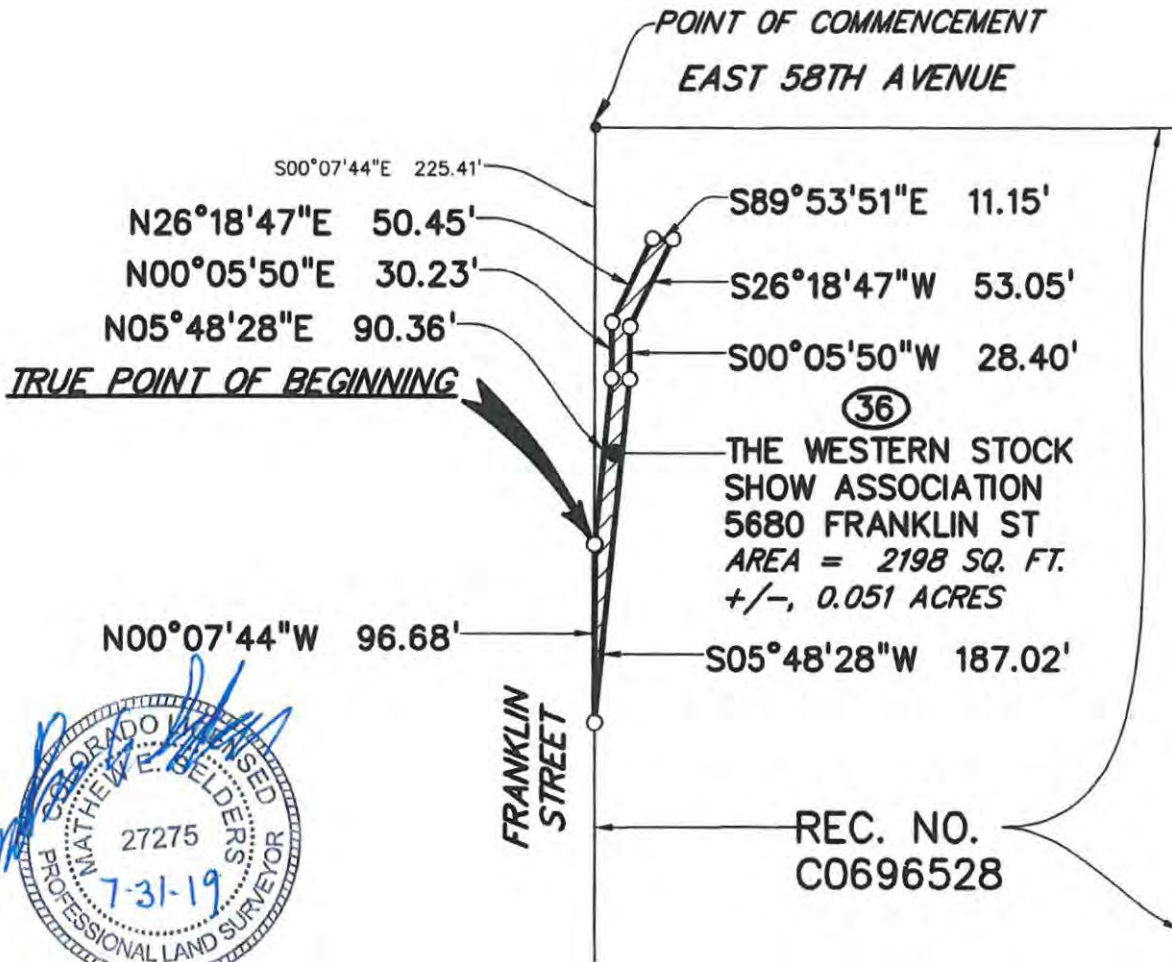 POINT OF COMMENCEMENT
EAST 58TH AVENUE
S00°07'44"E 225.41'
N26°18'47"E 50.45'
N00°05'50"E 30.23'
N05°48'28"E 90.36'
TRUE POINT OF BEGINNING
S89°53'51"E 11.15'
S26°18'47"W 53.05'
S00°05'50"W 28.40'
36
THE WESTERN STOCK
SHOW ASSOCIATION
5680 FRANKLIN ST
AREA = 2198 SQ. FT.
+/-, 0.051 ACRES
N00°07'44"W 96.68'
S05°48'28"W 187.02'
FRANKLIN
STREET
REC. NO.
C0696528
COLORADO LICENSED
MATHEW E. SELDERS
27275
7-31-19
PROFESSIONAL LAND SURVEYOR